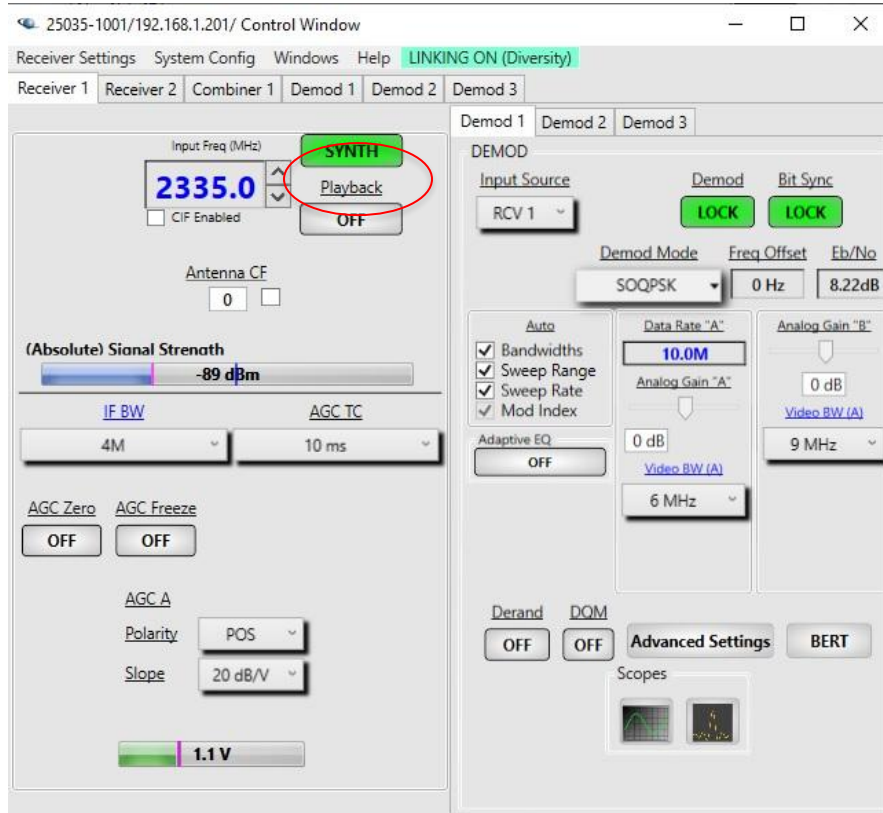 25035-1001/192.168.1.201/ Control Window
Receiver Settings System Config Windows Help LINKING ON (Diversity)
Receiver 1 Receiver 2 Combiner 1 Demod 1 Demod 2 Demod 3
Input Freq (MHz)
SYNTH
2335.0
Playback
CIF Enabled
OFF
Antenna CF
0
(Absolute) Signal Strength
-89 dBm
IF BW AGC TC
4M 10 ms
AGC Zero AGC Freeze
OFF OFF
AGC A
Polarity POS
Slope 20 dB/V
1.1 V
Demod 1 Demod 2 Demod 3
DEMOD
Input Source Demod Bit Sync
RCV 1 LOCK LOCK
Demod Mode Freq Offset Eb/No
SOQPSK 0 Hz 8.22dB
Auto
Bandwidths
Sweep Range
Sweep Rate
Mod Index
Adaptive EQ
OFF
Data Rate "A"
10.0M
Analog Gain "A"
0 dB
Video BW (A)
6 MHz
Analog Gain "B"
0 dB
Video BW (A)
9 MHz
Derand DQM
OFF OFF Advanced Settings BERT
Scopes